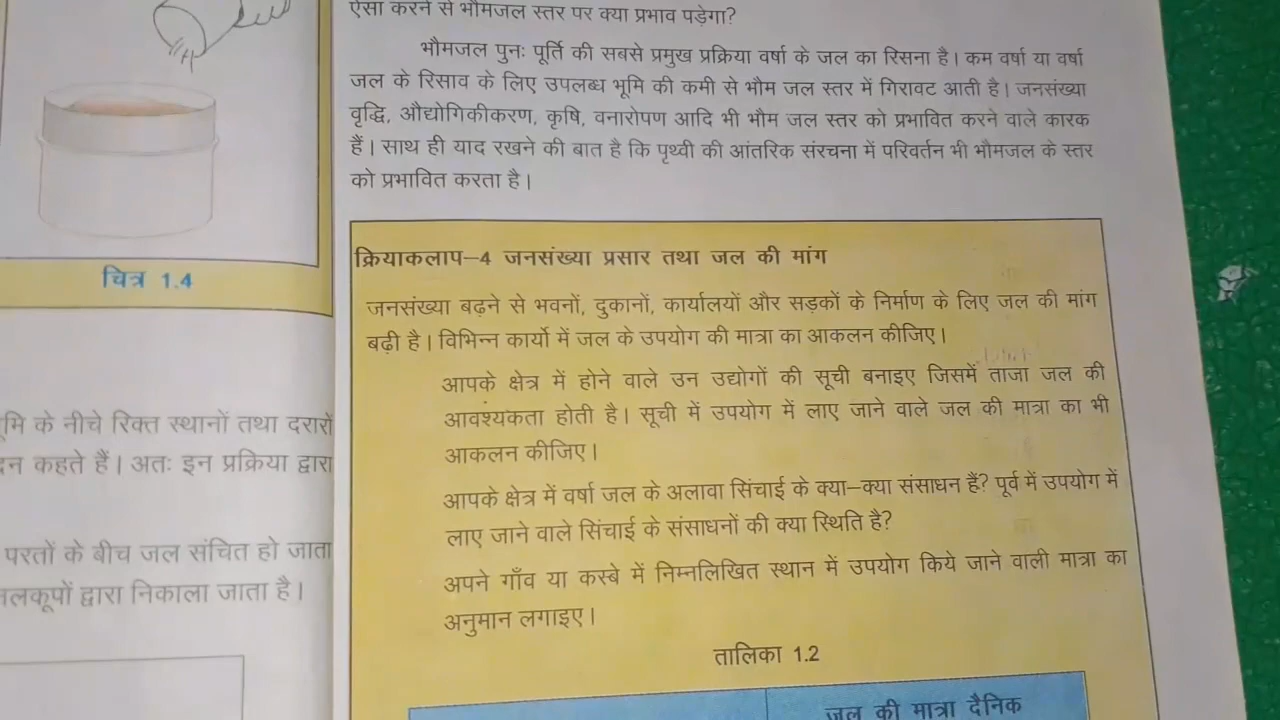 ऐसा करने से भौमजल स्तर पर क्या प्रभाव पड़ेगा?
भौमजल पुनः पूर्ति की सबसे प्रमुख प्रक्रिया वर्षा के जल का रिसना है। कम वर्षा या वर्षा
जल के रिसाव के लिए उपलब्ध भूमि की कमी से भौम जल स्तर में गिरावट आती है। जनसंख्या
वृद्धि, औद्योगिकीकरण, कृषि, वनारोपण आदि भी भौम जल स्तर को प्रभावित करने वाले कारक
हैं। साथ ही याद रखने की बात है कि पृथ्वी की आंतरिक संरचना में परिवर्तन भी भौमजल के स्तर
को प्रभावित करता है।
क्रियाकलाप–4 जनसंख्या प्रसार तथा जल की मांग
जनसंख्या बढ़ने से भवनों, दुकानों, कार्यालयों और सड़कों के निर्माण के लिए जल की मांग
बढ़ी है। विभिन्न कार्यो में जल के उपयोग की मात्रा का आकलन कीजिए।
आपके क्षेत्र में होने वाले उन उद्योगों की सूची बनाइए जिसमें ताजा जल की
आवश्यकता होती है। सूची में उपयोग में लाए जाने वाले जल की मात्रा का भी
आकलन कीजिए।
आपके क्षेत्र में वर्षा जल के अलावा सिंचाई के क्या–क्या संसाधन हैं? पूर्व में उपयोग में
लाए जाने वाले सिंचाई के संसाधनों की क्या स्थिति है?
अपने गाँव या कस्बे में निम्नलिखित स्थान में उपयोग किये जाने वाली मात्रा का
अनुमान लगाइए।
तालिका 1.2
जल की मात्रा दैनिक
चित्र 1.4
के नीचे रिक्त स्थानों तथा दरारों
कहते हैं। अतः इन प्रक्रिया द्वारा
परतों के बीच जल संचित हो जाता
द्वारा निकाला जाता है।